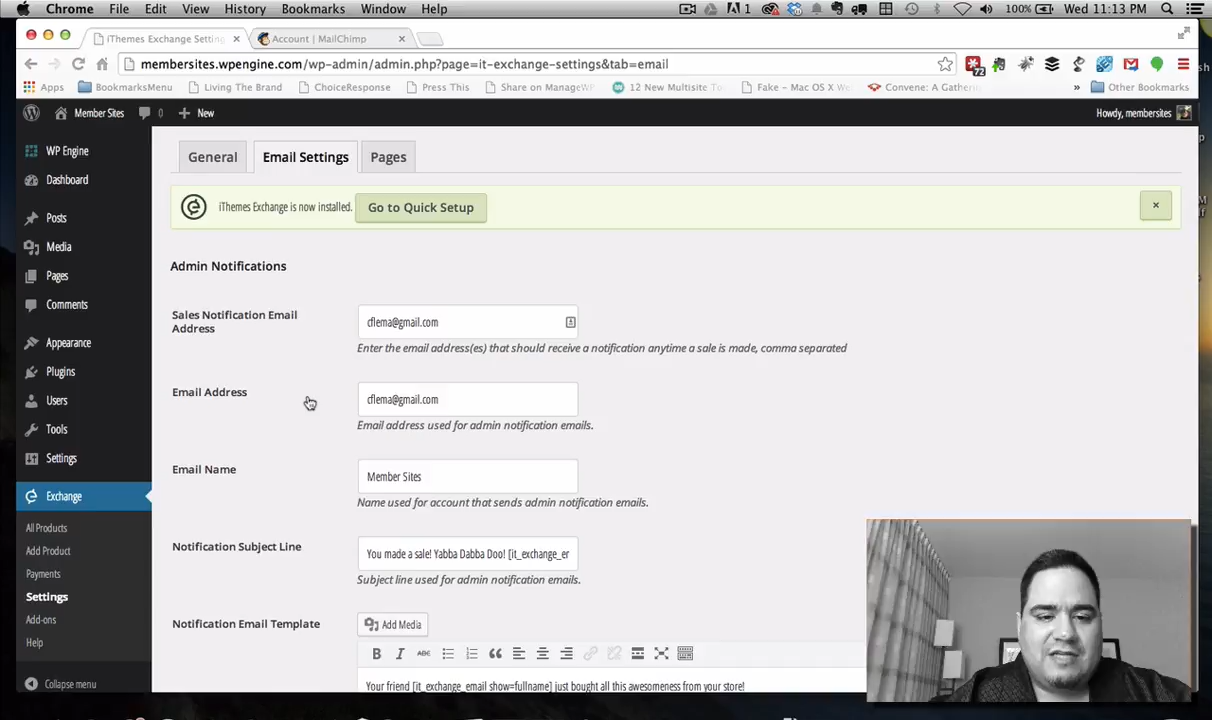 Chrome File Edit View History Bookmarks Window Help 1 100% Wed 11:13 PM
iThemes Exchange Settin × Account | MailChimp ×
membersites.wpengine.com/wp-admin/admin.php?page=it-exchange-settings&tab=email 72
Apps BookmarksMenu Living The Brand ChoiceResponse Press This Share on ManageW 12 New Multisite Fake – Mac OS X W Convene: A Gather » Other Bookmarks
Member Sites 0 + New Howdy, membersites
WP Engine
Dashboard
Posts
Media
Pages
Comments
Appearance
Plugins
Users
Tools
Settings
Exchange
All Products
Add Product
Payments
Settings
Add-ons
Help
Collapse menu
General Email Settings Pages
iThemes Exchange is now installed. Go to Quick Setup ×
Admin Notifications
Sales Notification Email
Address
cflema@gmail.com
Enter the email address(es) that should receive a notification anytime a sale is made, comma separated
Email Address
cflema@gmail.com
Email address used for admin notification emails.
Email Name
Member Sites
Name used for account that sends admin notification emails.
Notification Subject Line
You made a sale! Yabba Dabba Doo! [it_exchange_er
Subject line used for admin notification emails.
Notification Email Template
Add Media
B I ABC
Your friend [it_exchange_email show=fullname] just bought all this awesomeness from your store!